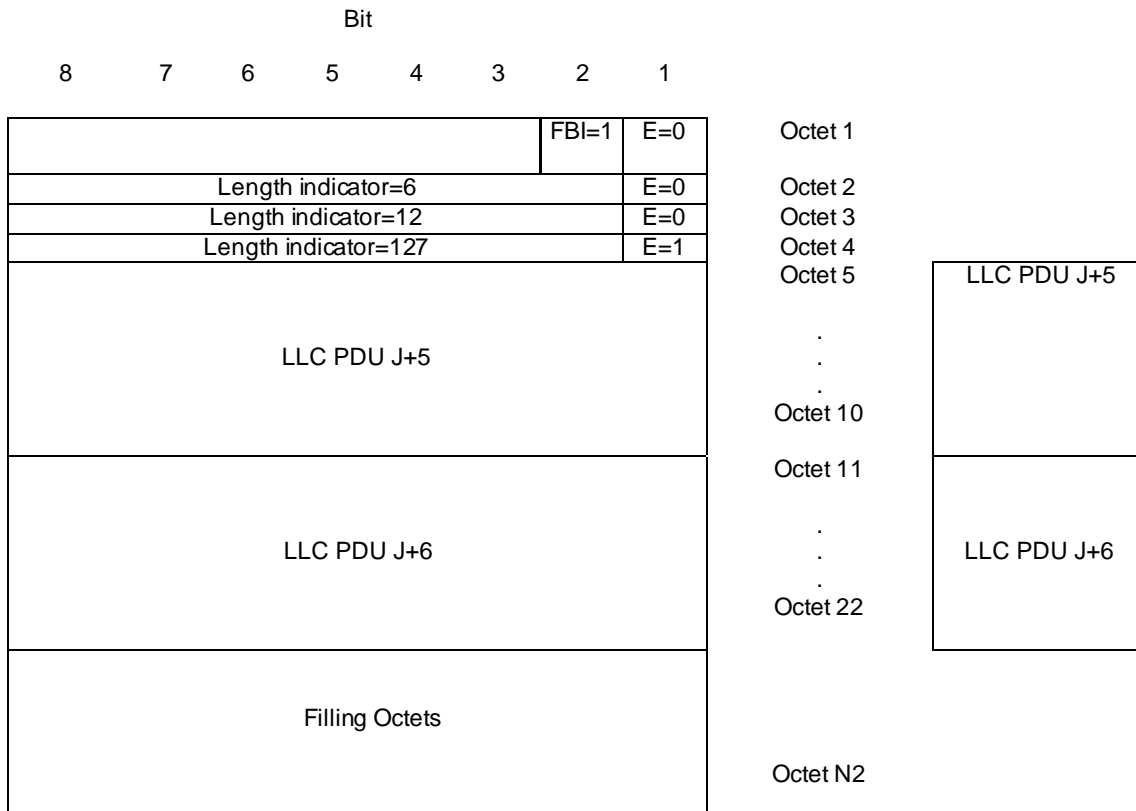 Bit
8 7 6 5 4 3 2 1
FBI=1 E=0 Octet 1
Length indicator=6 E=0 Octet 2
Length indicator=12 E=0 Octet 3
Length indicator=127 E=1 Octet 4
Octet 5 LLC PDU J+5
.
LLC PDU J+5 .
.
Octet 10
Octet 11
.
LLC PDU J+6 . LLC PDU J+6
.
Octet 22
Filling Octets
Octet N2